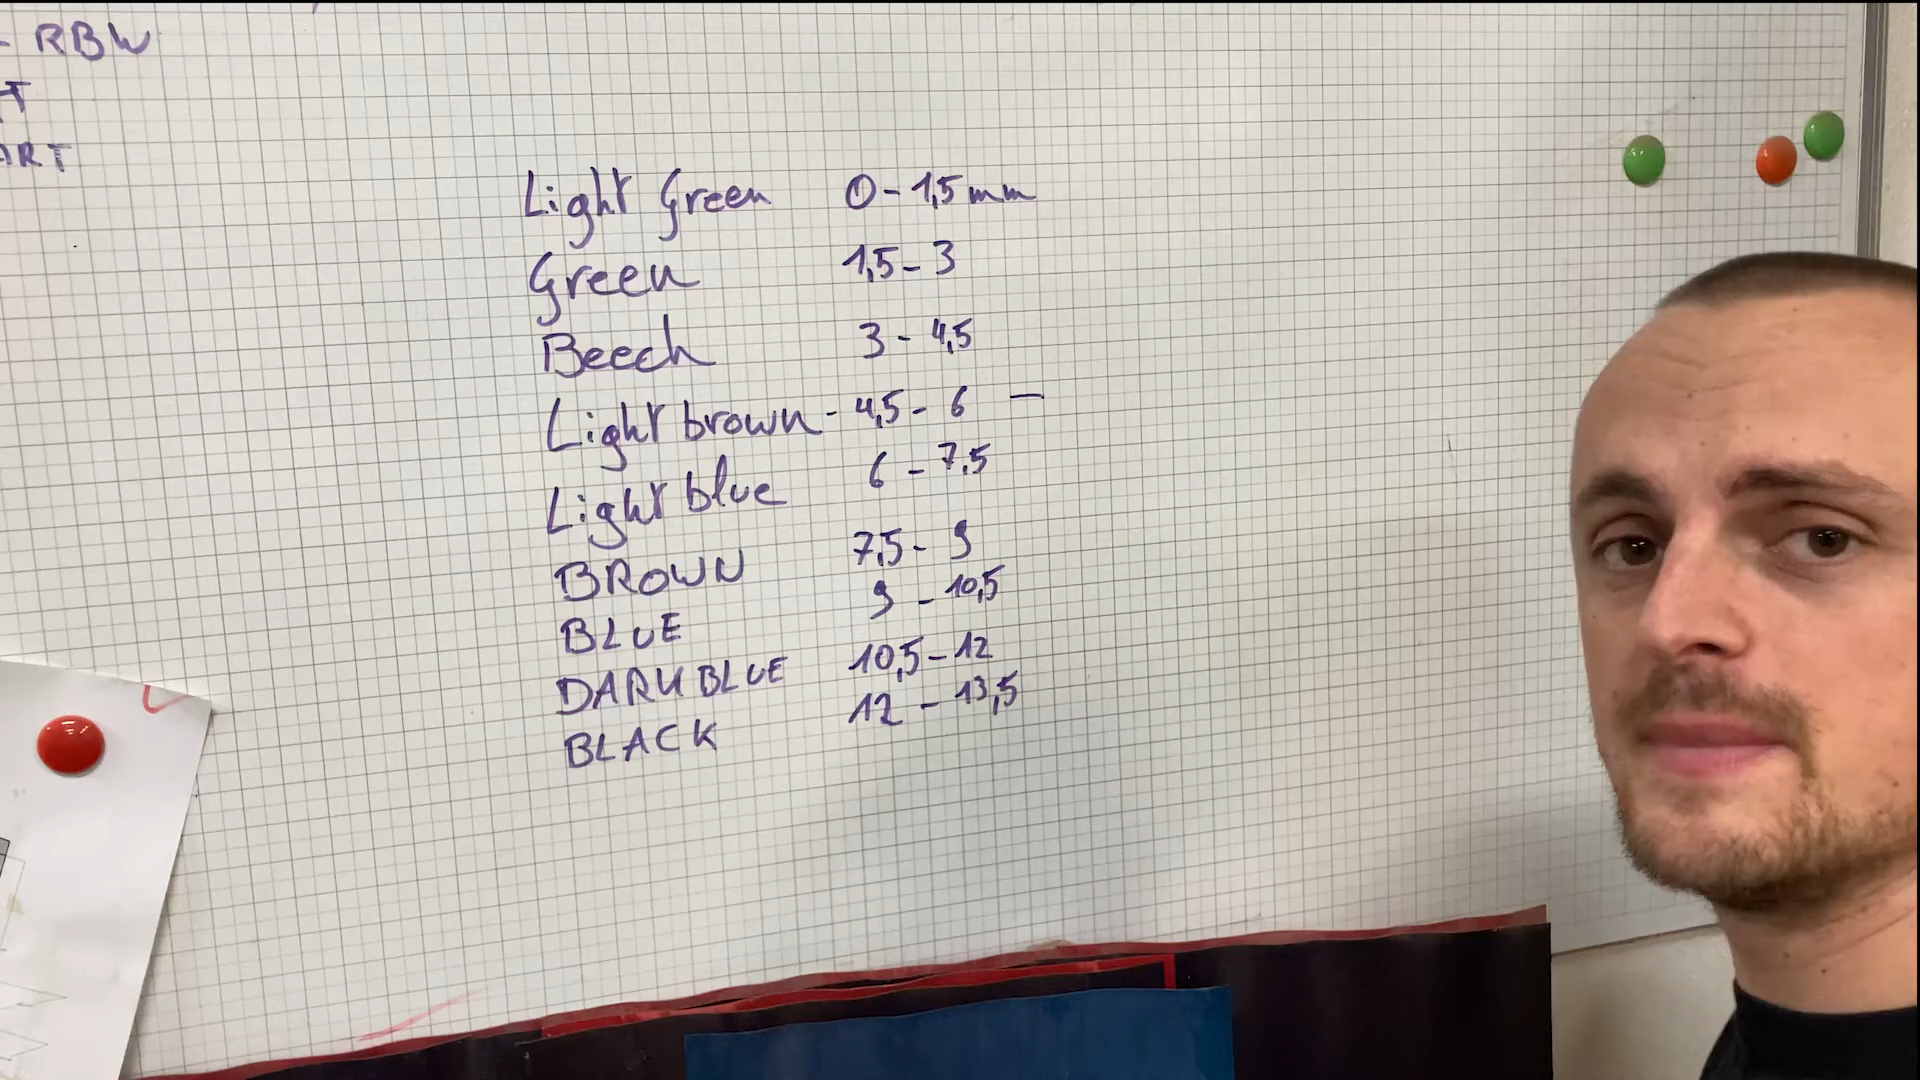 - RBW
ART
Light Green 0 - 1,5 mm
Green 1,5 - 3
Beech 3 - 4,5
Light brown - 4,5 - 6 —
Light blue 6 - 7,5
BROWN 7,5 - 9
BLUE 9 - 10,5
DARK BLUE 10,5 - 12
BLACK 12 - 13,5